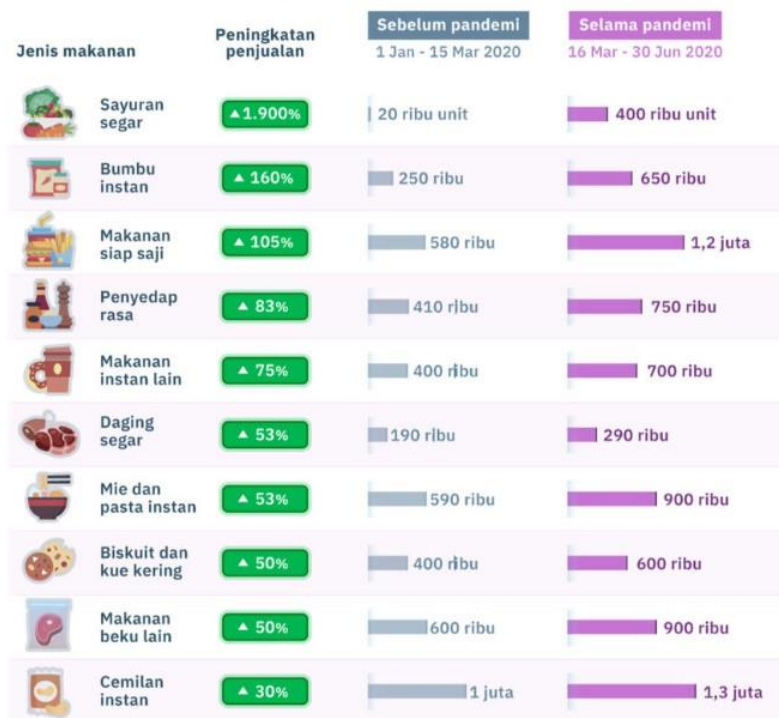 Jenis makanan
Peningkatan
penjualan
Sebelum pandemi
1 Jan - 15 Mar 2020
Selama pandemi
16 Mar - 30 Jun 2020
Sayuran
segar
▲1.900%
20 ribu unit
400 ribu unit
Bumbu
instan
▲ 160%
250 ribu
650 ribu
Makanan
siap saji
▲ 105%
580 ribu
1,2 juta
Penyedap
rasa
▲ 83%
410 ribu
750 ribu
Makanan
instan lain
▲ 75%
400 ribu
700 ribu
Daging
segar
▲ 53%
190 ribu
290 ribu
Mie dan
pasta instan
▲ 53%
590 ribu
900 ribu
Biskuit dan
kue kering
▲ 50%
400 ribu
600 ribu
Makanan
beku lain
▲ 50%
600 ribu
900 ribu
Cemilan
instan
▲ 30%
1 juta
1,3 juta